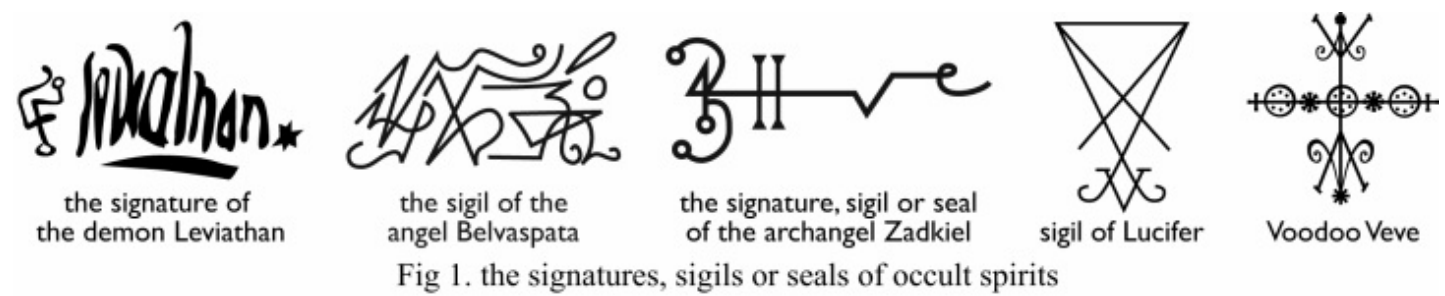 leviathan.
the signature of
the demon Leviathan
the sigil of the
angel Belvaspata
the signature, sigil or seal
of the archangel Zadkiel
sigil of Lucifer
Voodoo Veve
Fig 1. the signatures, sigils or seals of occult spirits